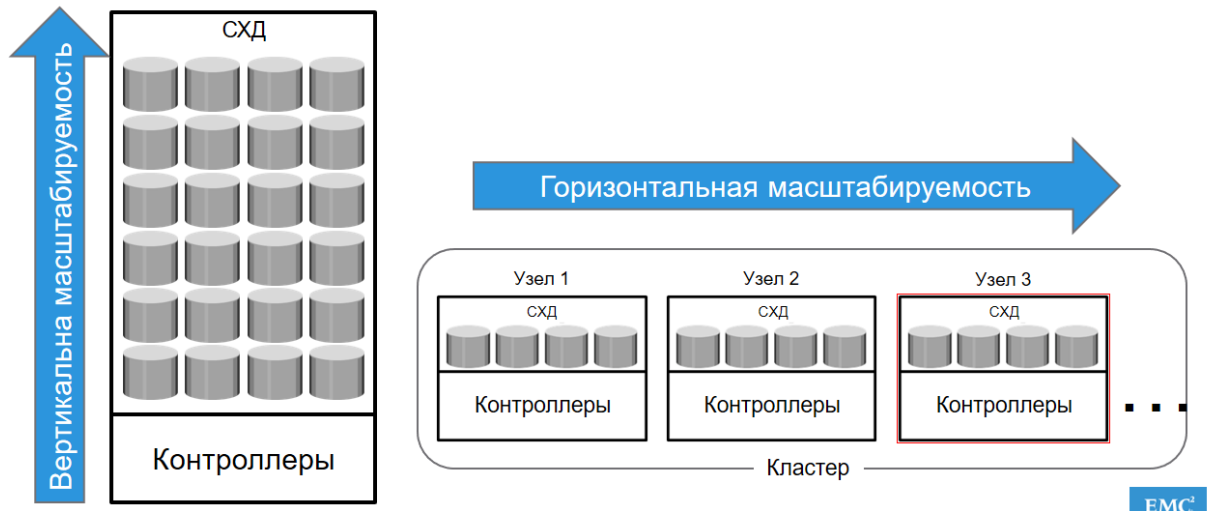 Вертикальна масштабируемость
СХД
Контроллеры
Горизонтальная масштабируемость
Узел 1
Узел 2
Узел 3
СХД
СХД
СХД
Контроллеры
Контроллеры
Контроллеры
. . .
Кластер
EMC²